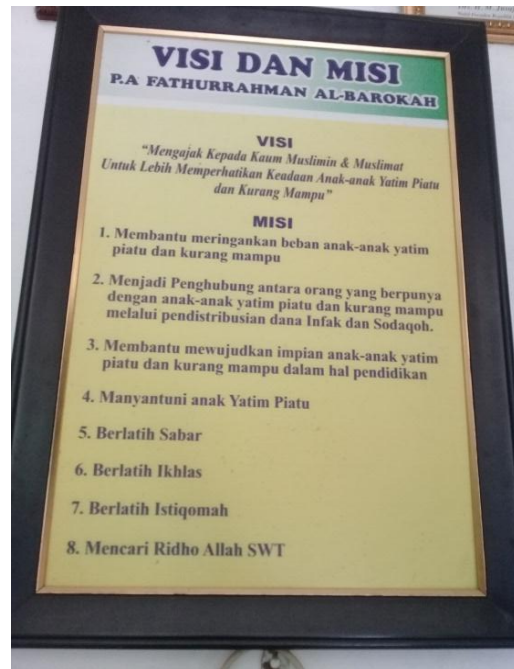 VISI DAN MISI
P.A FATHURRAHMAN AL-BAROKAH
VISI
"Mengajak Kepada Kaum Muslimin & Muslimat
Untuk Lebih Memperhatikan Keadaan Anak-anak Yatim Piatu
dan Kurang Mampu"
MISI
1. Membantu meringankan beban anak-anak yatim
piatu dan kurang mampu
2. Menjadi Penghubung antara orang yang berpunya
dengan anak-anak yatim piatu dan kurang mampu
melalui pendistribusian dana Infak dan Sodaqoh.
3. Membantu mewujudkan impian anak-anak yatim
piatu dan kurang mampu dalam hal pendidikan
4. Manyantuni anak Yatim Piatu
5. Berlatih Sabar
6. Berlatih Ikhlas
7. Berlatih Istiqomah
8. Mencari Ridho Allah SWT